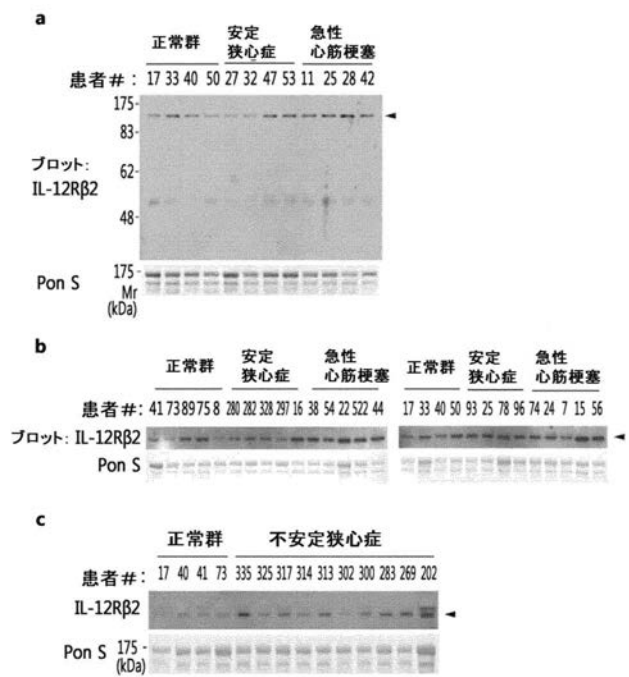 a
正常群 安定狭心症 急性心筋梗塞
患者#: 17 33 40 50 27 32 47 53 11 25 28 42
175-
83-
ブロット: IL-12Rβ2
62-
48-
Pon S 175-
Mr (kDa)
b
正常群 安定狭心症 急性心筋梗塞 正常群 安定狭心症 急性心筋梗塞
患者#: 41 73 89 75 8 280 282 328 297 16 38 54 22 522 44 17 33 40 50 93 25 78 96 74 24 7 15 56
ブロット: IL-12Rβ2
Pon S
c
正常群 不安定狭心症
患者#: 17 40 41 73 335 325 317 314 313 302 300 283 269 202
IL-12Rβ2
Pon S 175-
(kDa)